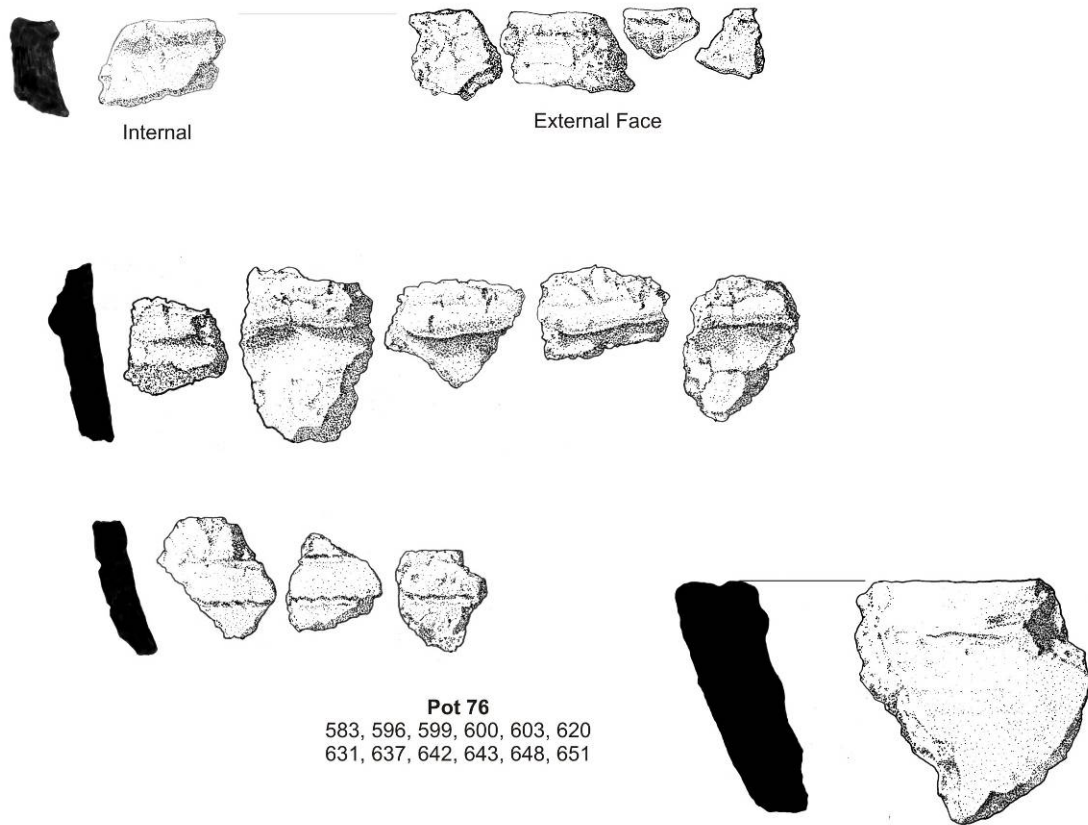 Internal
External Face
Pot 76
583, 596, 599, 600, 603, 620
631, 637, 642, 643, 648, 651